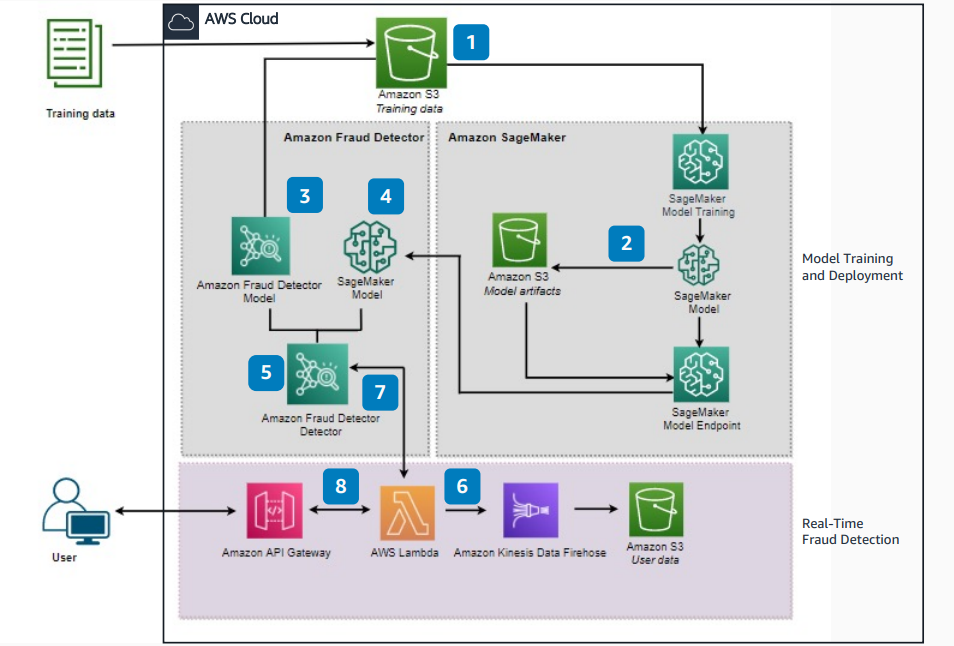 AWS Cloud
1
Training data
Amazon S3
Training data
Amazon Fraud Detector
Amazon SageMaker
SageMaker
Model Training
3
4
2
Amazon Fraud Detector
Model
SageMaker
Model
Amazon S3
Model artifacts
SageMaker
Model
Model Training
and Deployment
5
7
Amazon Fraud Detector
Detector
SageMaker
Model Endpoint
8
6
User
Amazon API Gateway
AWS Lambda
Amazon Kinesis Data Firehose
Amazon S3
User data
Real-Time
Fraud Detection